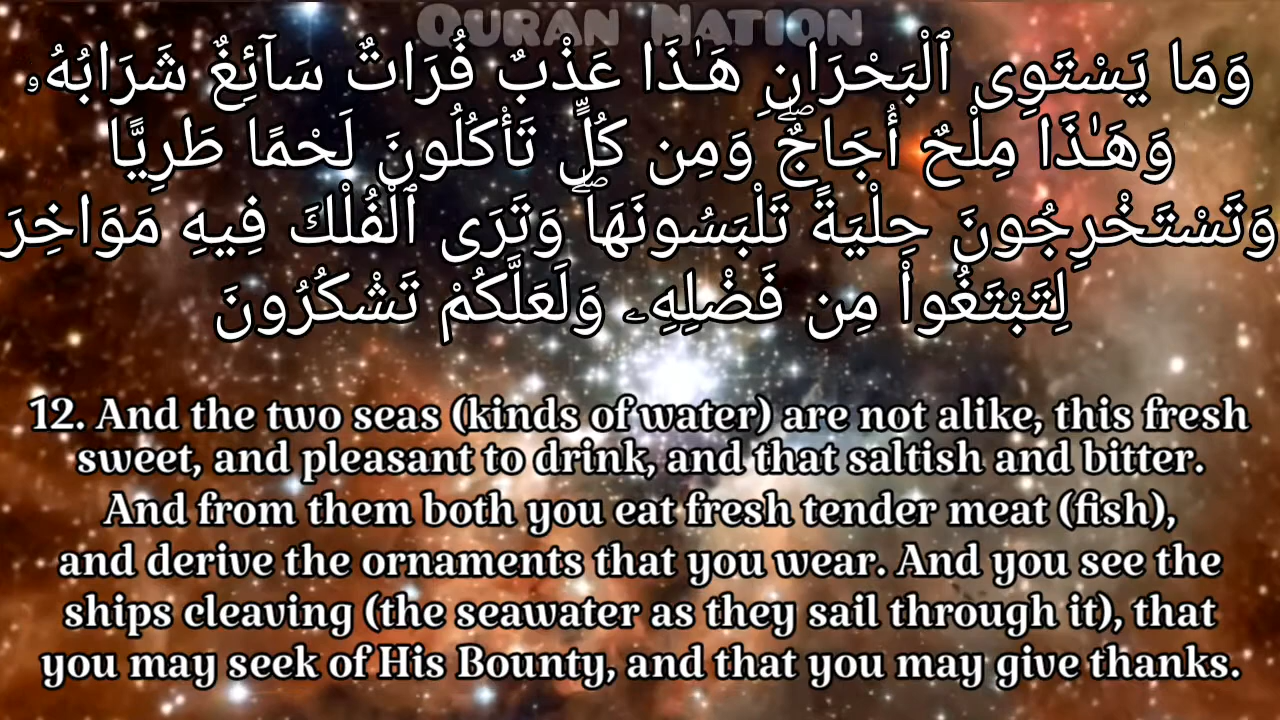 QURAN NATION
وَمَا يَسْتَوِى ٱلْبَحْرَانِ هَـٰذَا عَذْبٌ فُرَاتٌ سَآئِغٌ شَرَابُهُۥ
وَهَـٰذَا مِلْحٌ أُجَاجٌۖ وَمِن كُلٍّ تَأْكُلُونَ لَحْمًا طَرِيًّا
وَتَسْتَخْرِجُونَ حِلْيَةً تَلْبَسُونَهَاۖ وَتَرَى ٱلْفُلْكَ فِيهِ مَوَاخِرَ
لِتَبْتَغُوا۟ مِن فَضْلِهِۦ وَلَعَلَّكُمْ تَشْكُرُونَ
12. And the two seas (kinds of water) are not alike, this fresh
sweet, and pleasant to drink, and that saltish and bitter.
And from them both you eat fresh tender meat (fish),
and derive the ornaments that you wear. And you see the
ships cleaving (the seawater as they sail through it), that
you may seek of His Bounty, and that you may give thanks.